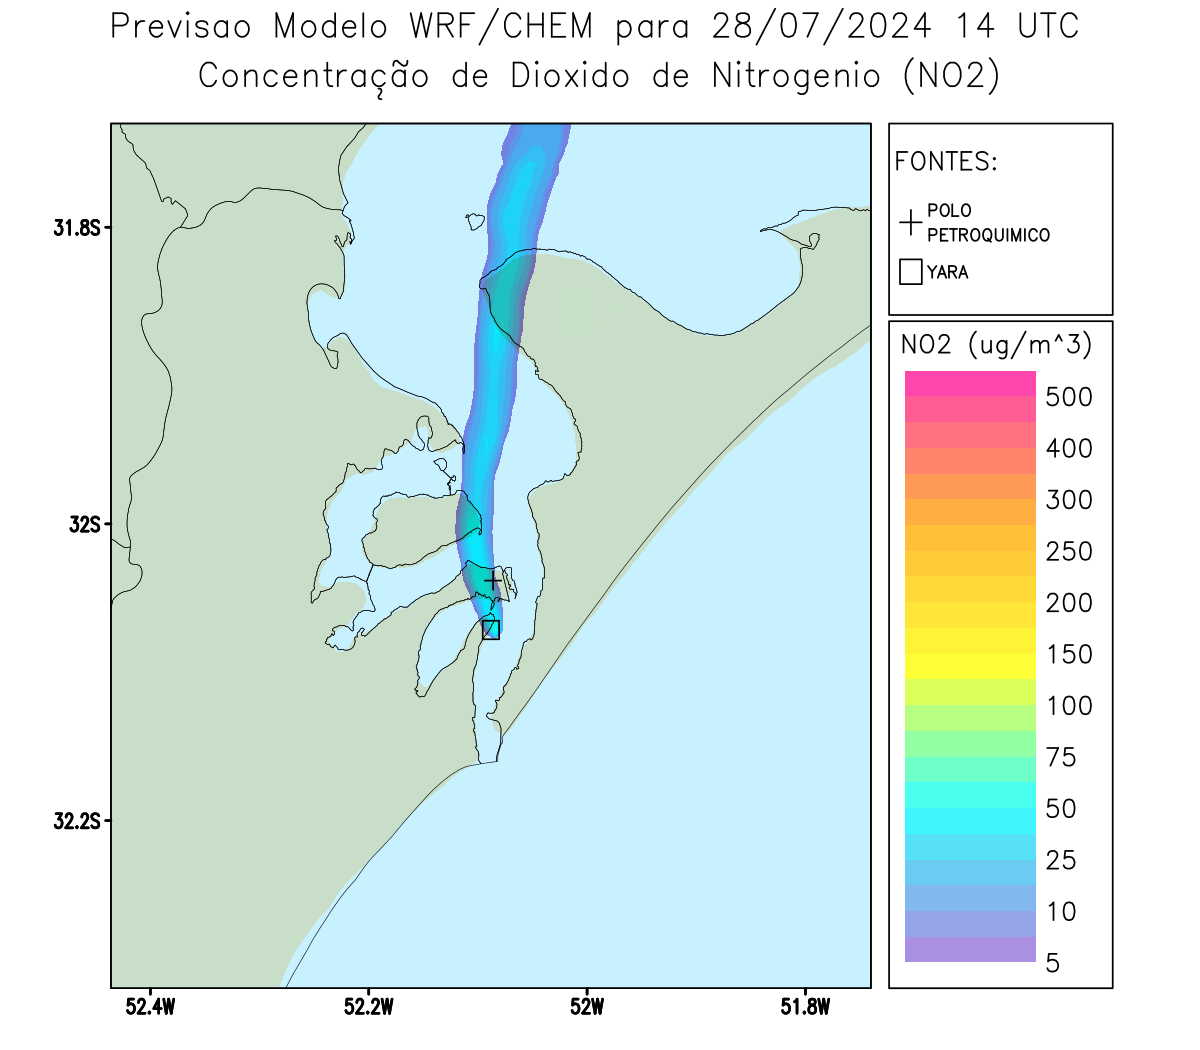 Previsao Modelo WRF/CHEM para 28/07/2024 14 UTC
Concentração de Dioxido de Nitrogenio (NO2)
FONTES:
POLO
PETROQUIMICO
YARA
NO2 (ug/m^3)
500
400
300
250
200
150
100
75
50
25
10
5
31.8S
32S
32.2S
52.4W
52.2W
52W
51.8W